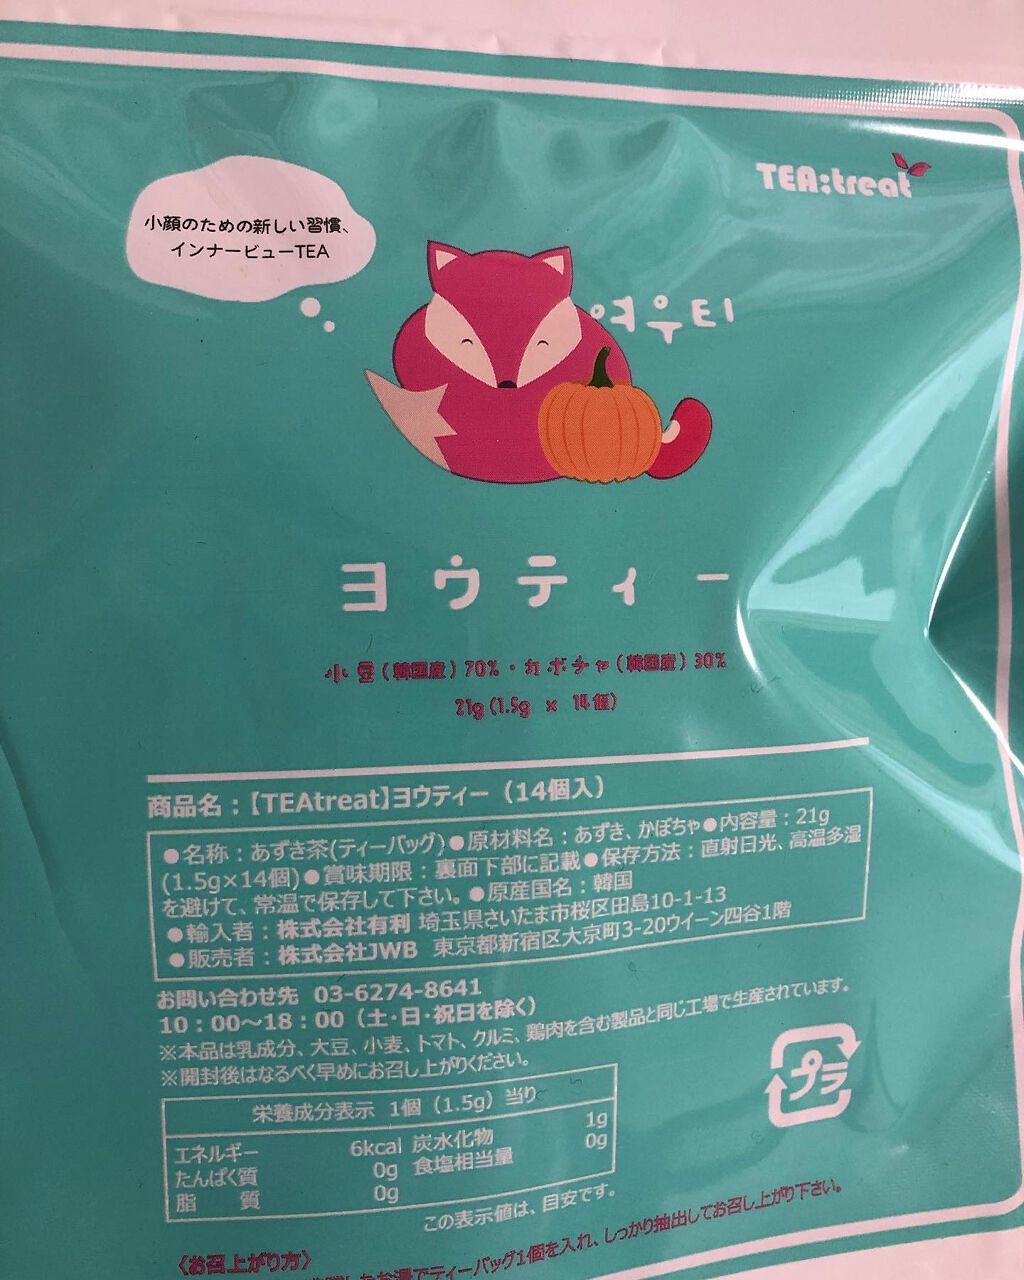 TEA:treat
小顔のための新しい習慣、
インナービューTEA
여우티
ヨウティー
小豆(韓国産)70%・カボチャ(韓国産)30%
21g(1.5g × 14個)
商品名:【TEAtreat】ヨウティー(14個入)
●名称:あずき茶(ティーバッグ)●原材料名:あずき、かぼちゃ●内容量:21g
(1.5g×14個)●賞味期限:裏面下部に記載●保存方法:直射日光、高温多湿
を避けて、常温で保存して下さい。●原産国名:韓国
●輸入者:株式会社有利 埼玉県さいたま市桜区田島10-1-13
●販売者:株式会社JWB 東京都新宿区大京町3-20ウイーン四谷1階
お問い合わせ先 03-6274-8641
10:00～18:00(土・日・祝日を除く)
※本品は乳成分、大豆、小麦、トマト、クルミ、鶏肉を含む製品と同じ工場で生産されています。
※開封後はなるべく早めにお召し上がりください。
プラ
栄養成分表示 1個(1.5g)当り
エネルギー 6kcal 炭水化物 1g
たんぱく質 0g 食塩相当量 0g
脂質 0g
この表示値は、目安です。
〈お召上がり方〉
したお湯でティーバッグ1個を入れ、しっかり抽出してお召し上がり下さい。